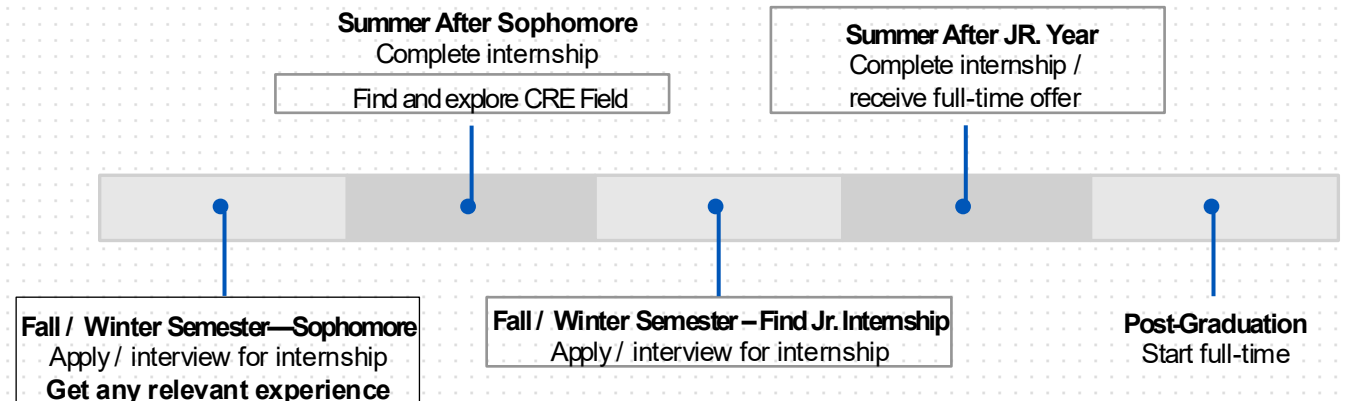 Summer After Sophomore
Complete internship
Find and explore CRE Field
Summer After JR. Year
Complete internship /
receive full-time offer
Fall / Winter Semester—Sophomore
Apply / interview for internship
Get any relevant experience
Fall / Winter Semester – Find Jr. Internship
Apply / interview for internship
Post-Graduation
Start full-time